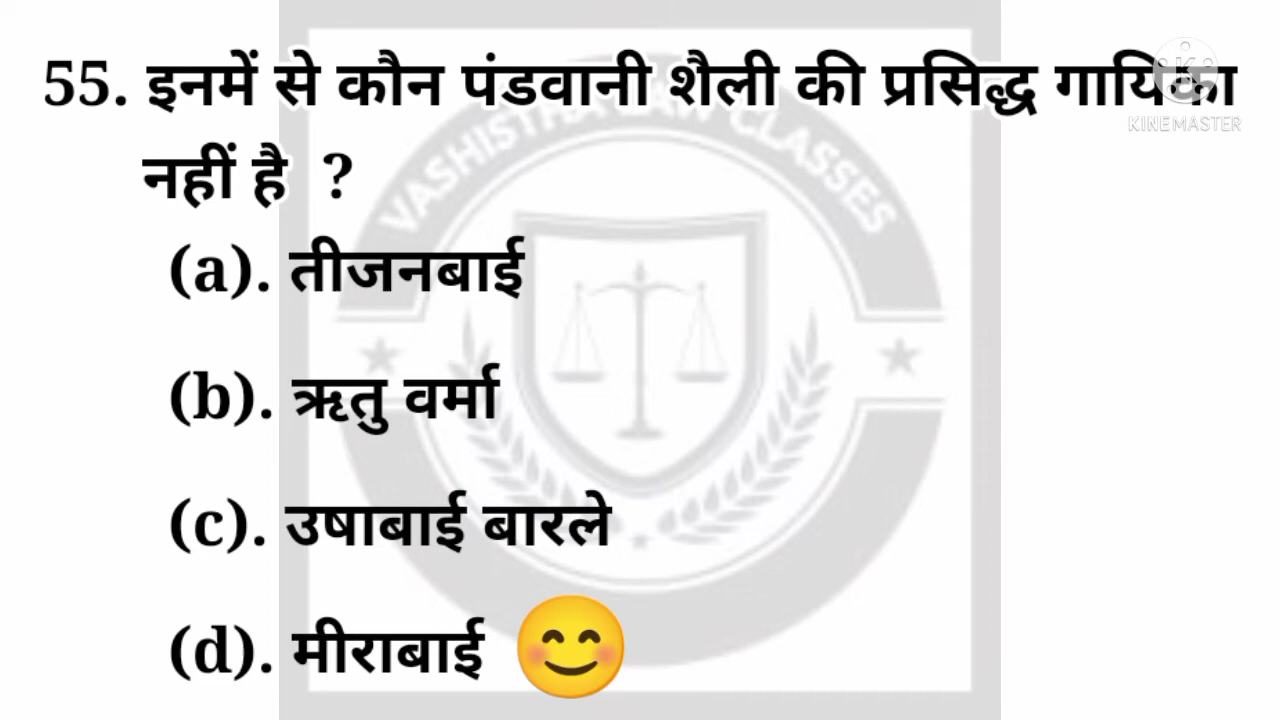 55. इनमें से कौन पंडवानी शैली की प्रसिद्ध गायिका
KINEMASTER
नहीं है ?
(a). तीजनबाई
(b). ऋतु वर्मा
(c). उषाबाई बारले
(d). मीराबाई 😊